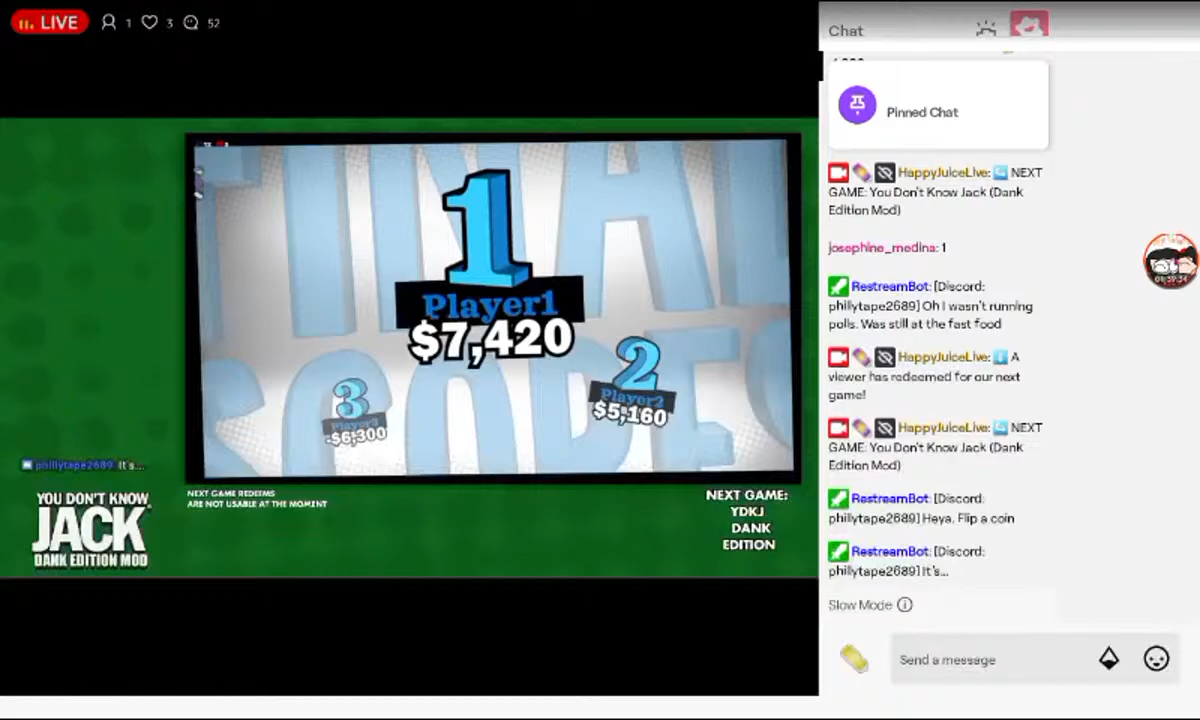 LIVE 1 3 52
FINAL
SCORES
1
Player1
$7,420
2
Player2
$5,160
3
Player3
-$6,300
phillytape2689 It's...
YOU DON'T KNOW
JACK
DANK EDITION MOD
NEXT GAME REDEEMS
ARE NOT USABLE AT THE MOMENT
NEXT GAME:
YDKJ
DANK
EDITION
Chat
Pinned Chat
HappyJuiceLive: NEXT
GAME: You Don't Know Jack (Dank
Edition Mod)
josephine_medina: 1
RestreamBot: [Discord:
phillytape2689] Oh I wasn't running
polls. Was still at the fast food
HappyJuiceLive: A
viewer has redeemed for our next
game!
HappyJuiceLive: NEXT
GAME: You Don't Know Jack (Dank
Edition Mod)
RestreamBot: [Discord:
phillytape2689] Heya. Flip a coin
RestreamBot: [Discord:
phillytape2689] It's...
Slow Mode
Send a message